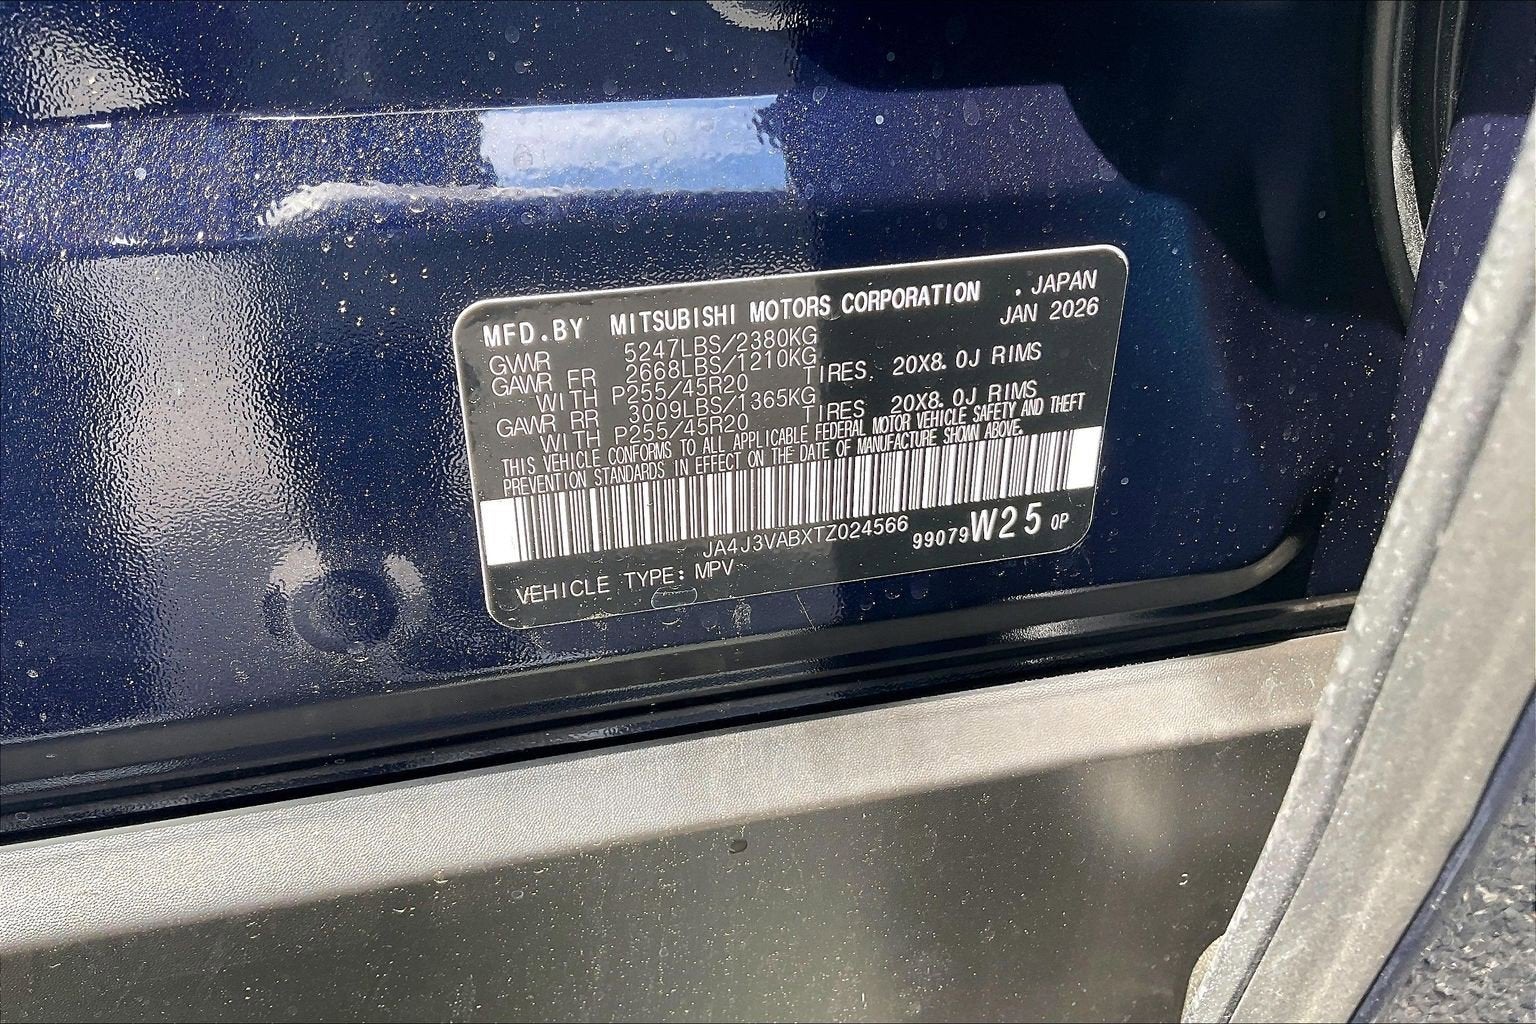 MFD.BY MITSUBISHI MOTORS CORPORATION . JAPAN
JAN 2026
GVWR 5247LBS/2380KG
GAWR FR 2668LBS/1210KG
WITH P255/45R20 TIRES, 20X8.0J RIMS
GAWR RR 3009LBS/1365KG
WITH P255/45R20 TIRES 20X8.0J RIMS
THIS VEHICLE CONFORMS TO ALL APPLICABLE FEDERAL MOTOR VEHICLE SAFETY AND THEFT
PREVENTION STANDARDS IN EFFECT ON THE DATE OF MANUFACTURE SHOWN ABOVE.
JA4J3VABXTZ024566 99079W25 0P
VEHICLE TYPE: MPV